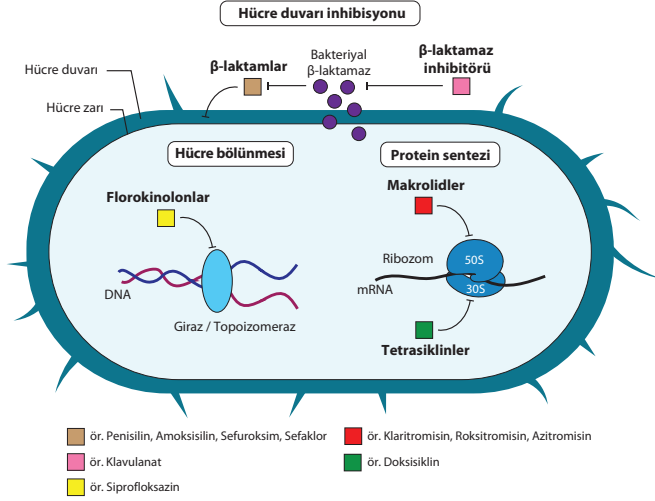 Hücre duvarı inhibisyonu
Hücre duvarı
β-laktamlar
Bakteriyal
β-laktamaz
β-laktamaz
inhibitörü
Hücre zarı
Hücre bölünmesi
Protein sentezi
Florokinolonlar
Makrolidler
Ribozom
50S
DNA
mRNA
30S
Giraz / Topoizomeraz
Tetrasiklinler
ör. Penisilin, Amoksisilin, Sefuroksim, Sefaklor
ör. Klavulanat
ör. Siprofloksazin
ör. Klaritromisin, Roksitromisin, Azitromisin
ör. Doksisiklin